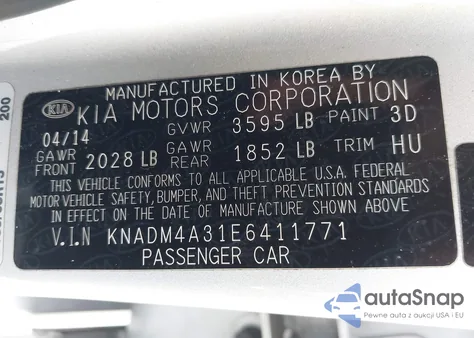 MANUFACTURED IN KOREA BY
KIA KIA MOTORS CORPORATION
04/14 GVWR 3595 LB PAINT 3D
GAWR FRONT 2028 LB GAWR REAR 1852 LB TRIM HU
THIS VEHICLE CONFORMS TO ALL APPLICABLE U.S.A. FEDERAL
MOTOR VEHICLE SAFETY, BUMPER, AND THEFT PREVENTION STANDARDS
IN EFFECT ON THE DATE OF MANUFACTURE SHOWN ABOVE
V.I.N KNADM4A31E6411771
PASSENGER CAR
200
autoSnap
Pewne auta z aukcji USA i